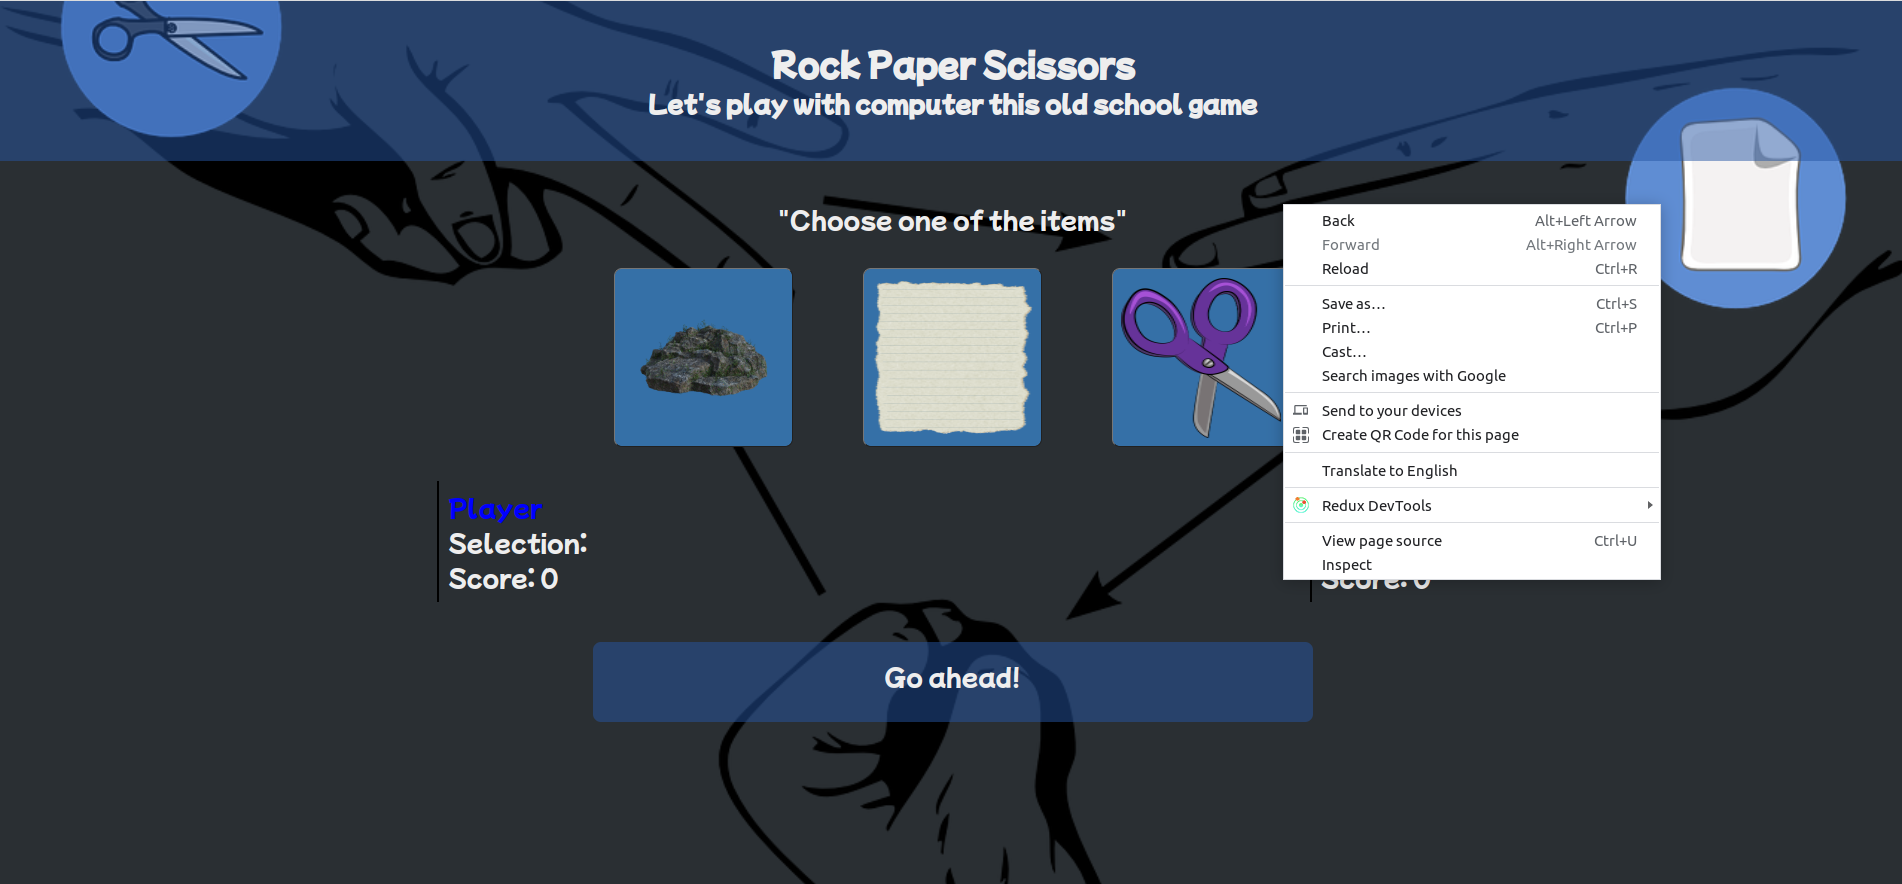 Rock Paper Scissors
Let's play with computer this old school game
"Choose one of the items"
Back Alt+Left Arrow
Forward Alt+Right Arrow
Reload Ctrl+R
Save as… Ctrl+S
Print… Ctrl+P
Cast…
Search images with Google
Send to your devices
Create QR Code for this page
Translate to English
Redux DevTools
View page source Ctrl+U
Inspect
Player
Selection:
Score: 0
Score: 0
Go ahead!